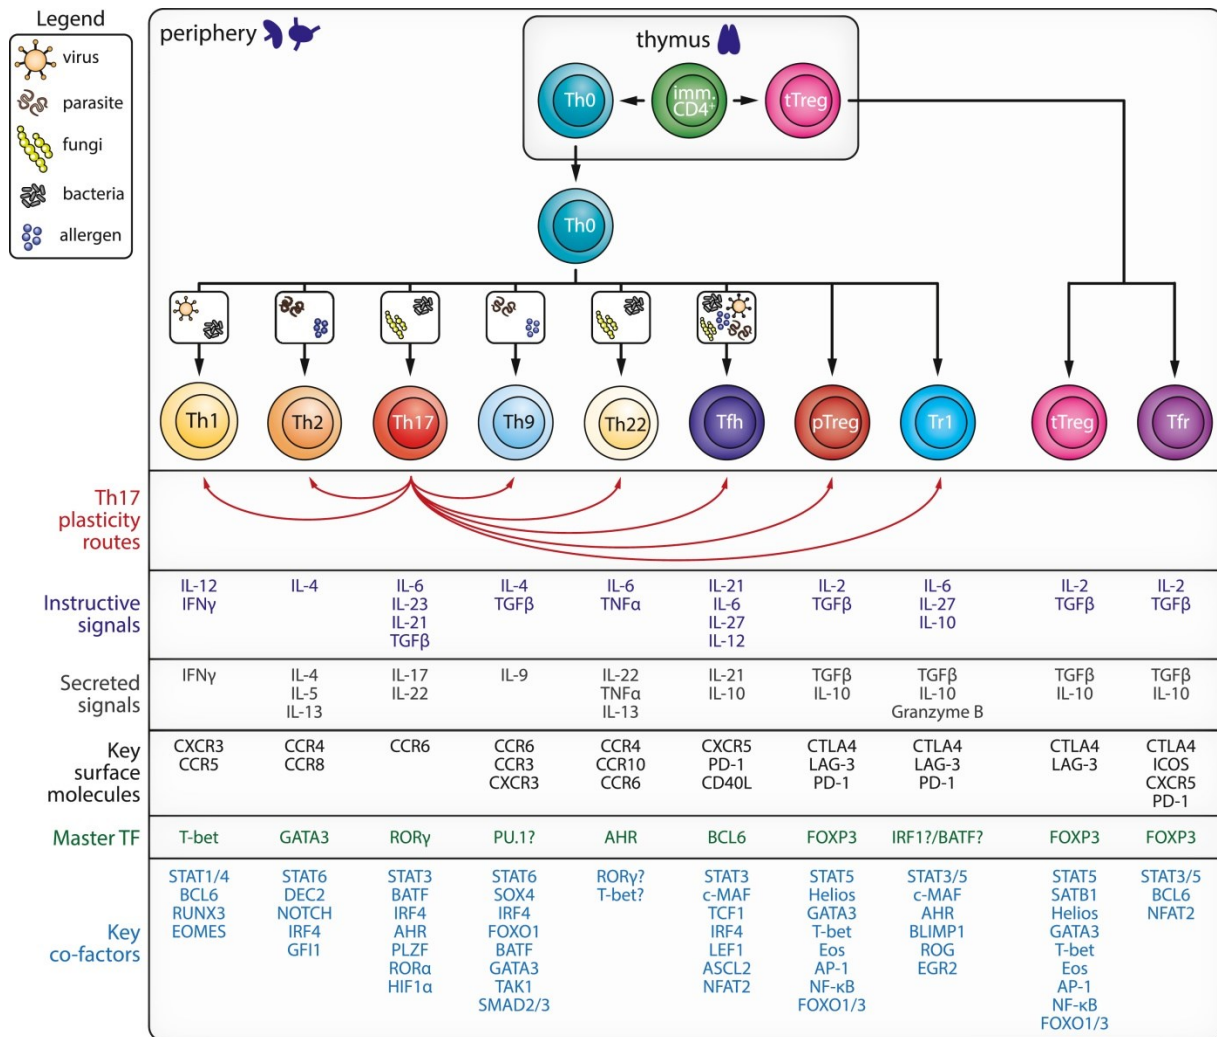 Legend
virus
parasite
fungi
bacteria
allergen
periphery
thymus
Th0
imm. CD4+
tTreg
Th0
Th1
Th2
Th17
Th9
Th22
Tfh
pTreg
Tr1
tTreg
Tfr
Th17
plasticity
routes
Instructive
signals
IL-12
IFNγ
IL-4
IL-6
IL-23
IL-21
TGFβ
IL-4
TGFβ
IL-6
TNFα
IL-21
IL-6
IL-27
IL-12
IL-2
TGFβ
IL-6
IL-27
IL-10
IL-2
TGFβ
IL-2
TGFβ
Secreted
signals
IFNγ
IL-4
IL-5
IL-13
IL-17
IL-22
IL-9
IL-22
TNFα
IL-13
IL-21
IL-10
TGFβ
IL-10
TGFβ
IL-10
Granzyme B
TGFβ
IL-10
TGFβ
IL-10
Key
surface
molecules
CXCR3
CCR5
CCR4
CCR8
CCR6
CCR6
CCR3
CXCR3
CCR4
CCR10
CCR6
CXCR5
PD-1
CD40L
CTLA4
LAG-3
PD-1
CTLA4
LAG-3
PD-1
CTLA4
LAG-3
CTLA4
ICOS
CXCR5
PD-1
Master TF
T-bet
GATA3
RORγ
PU.1?
AHR
BCL6
FOXP3
IRF1?/BATF?
FOXP3
FOXP3
Key
co-factors
STAT1/4
BCL6
RUNX3
EOMES
STAT6
DEC2
NOTCH
IRF4
GFI1
STAT3
BATF
IRF4
AHR
PLZF
RORα
HIF1α
STAT6
SOX4
IRF4
FOXO1
BATF
GATA3
TAK1
SMAD2/3
RORγ?
T-bet?
STAT3
c-MAF
TCF1
IRF4
LEF1
ASCL2
NFAT2
STAT5
Helios
GATA3
T-bet
Eos
AP-1
NF-κB
FOXO1/3
STAT3/5
c-MAF
AHR
BLIMP1
ROG
EGR2
STAT5
SATB1
Helios
GATA3
T-bet
Eos
AP-1
NF-κB
FOXO1/3
STAT3/5
BCL6
NFAT2